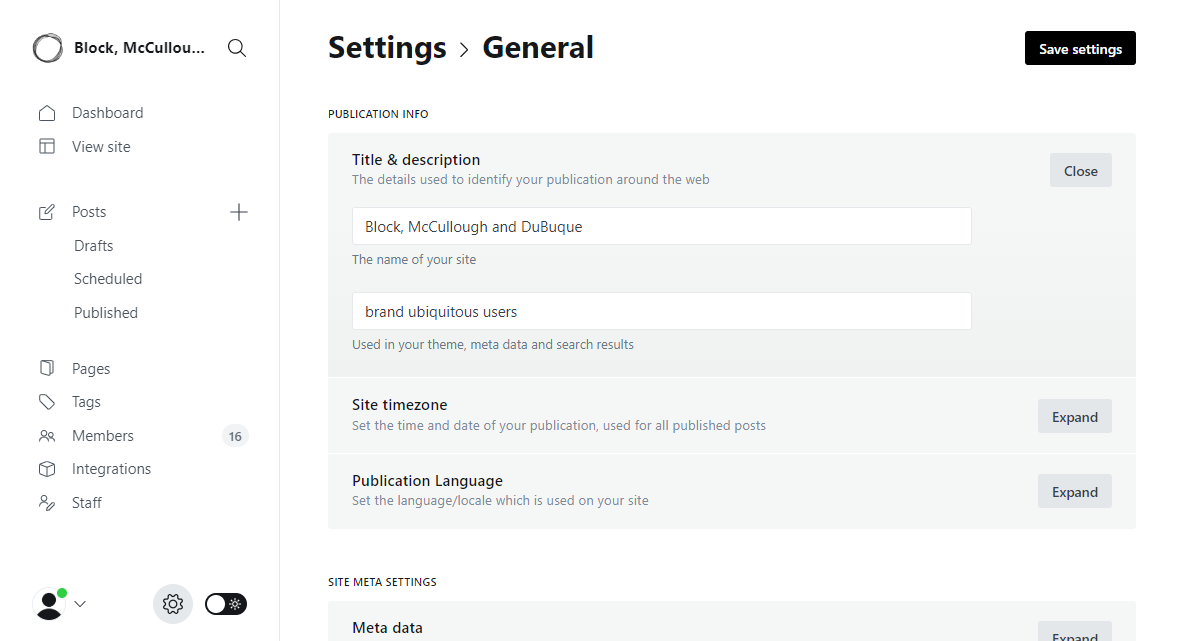 Block, McCullou...
Dashboard
View site
Posts
Drafts
Scheduled
Published
Pages
Tags
Members
16
Integrations
Staff
Settings > General
Save settings
PUBLICATION INFO
Title & description
The details used to identify your publication around the web
Close
Block, McCullough and DuBuque
The name of your site
brand ubiquitous users
Used in your theme, meta data and search results
Site timezone
Set the time and date of your publication, used for all published posts
Expand
Publication Language
Set the language/locale which is used on your site
Expand
SITE META SETTINGS
Meta data
Expand